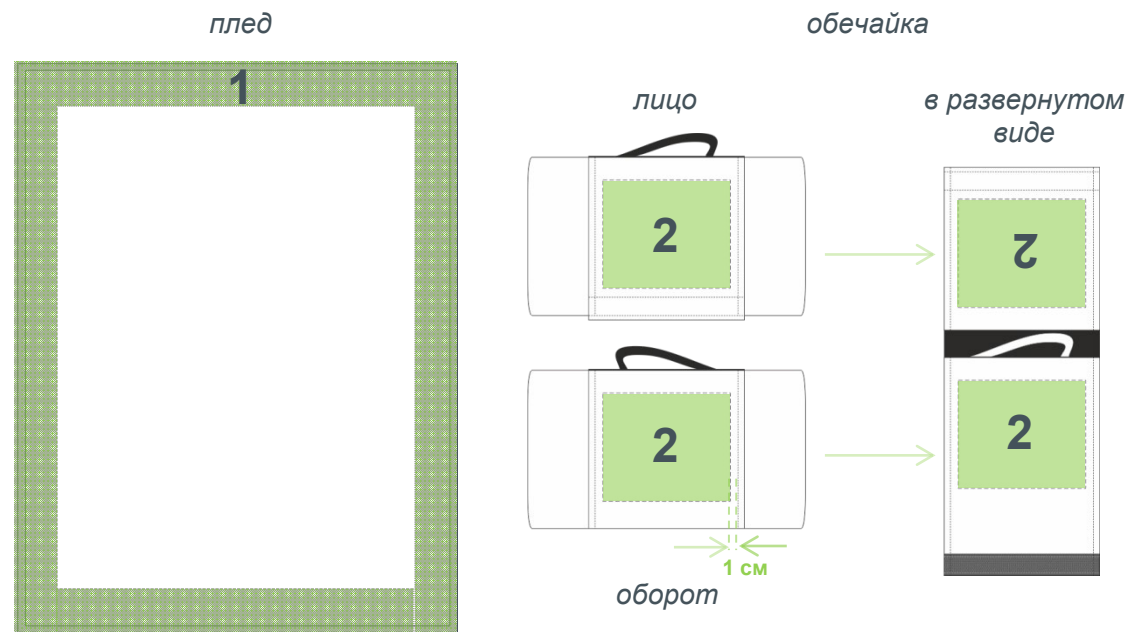 плед
обечайка
1
лицо
в развернутом
виде
2
2
2
2
1 см
оборот